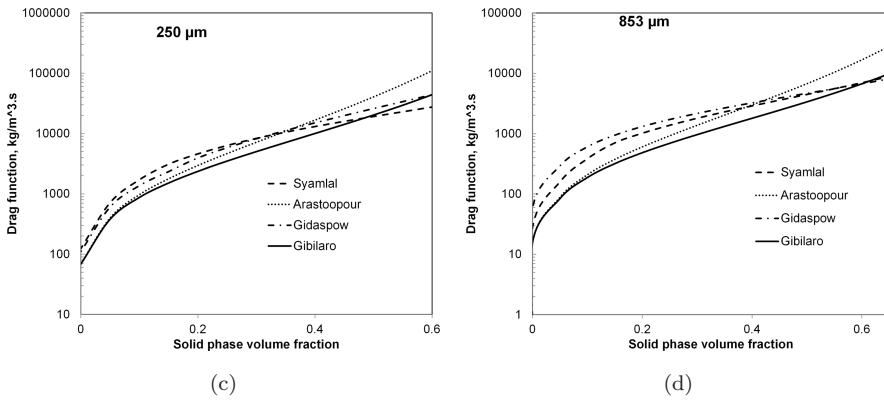 250 µm
Drag function, kg/m^3.s
1000000
100000
10000
1000
100
10
Syamlal
Arastoopour
Gidaspow
Gibilaro
0
0.2
0.4
0.6
Solid phase volume fraction
(c)
853 µm
Drag function, kg/m^3.s
100000
10000
1000
100
10
1
Syamlal
Arastoopour
Gidaspow
Gibilaro
0
0.2
0.4
0.6
Solid phase volume fraction
(d)